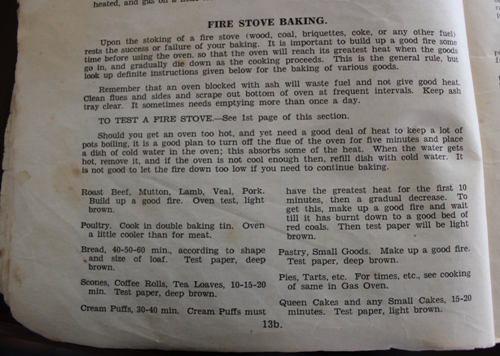 heated, and gas on a
FIRE STOVE BAKING.
Upon the stoking of a fire stove (wood, coal, briquettes, coke, or any other fuel)
rests the success or failure of your baking. It is important to build up a good fire some
time before using the oven, so that the oven will reach its greatest heat when the goods
go in, and gradually die down as the cooking proceeds. This is the general rule, but
look up definite instructions given below for the baking of various goods.
Remember that an oven blocked with ash will waste fuel and not give good heat.
Clean flues and sides and scrape out bottom of oven at frequent intervals. Keep ash
tray clear. It sometimes needs emptying more than once a day.
TO TEST A FIRE STOVE.—See 1st page of this section.
Should you get an oven too hot, and yet need a good deal of heat to keep a lot of
pots boiling, it is a good plan to turn off the flue of the oven for five minutes and place
a dish of cold water in the oven; this absorbs some of the heat. When the water gets
hot, remove it, and if the oven is not cool enough then, refill dish with cold water. It
is not good to let the fire down too low if you need to continue baking.
Roast Beef, Mutton, Lamb, Veal, Pork.
Build up a good fire. Oven test, light
brown.
Poultry. Cook in double baking tin. Oven
a little cooler than for meat.
Bread, 40-50-60 min., according to shape
and size of loaf. Test paper, deep
brown.
Scones, Coffee Rolls, Tea Loaves, 10-15-20
min. Test paper, deep brown.
Cream Puffs, 30-40 min. Cream Puffs must
have the greatest heat for the first 10
minutes, then a gradual decrease. To
get this, make up a good fire and wait
till it has burnt down to a good bed of
red coals. Then test paper will be light
brown.
Pastry, Small Goods. Make up a good fire.
Test paper, deep brown.
Pies, Tarts, etc. For times, etc., see cooking
of same in Gas Oven.
Queen Cakes and any Small Cakes, 15-20
minutes. Test paper, light brown.
13b.